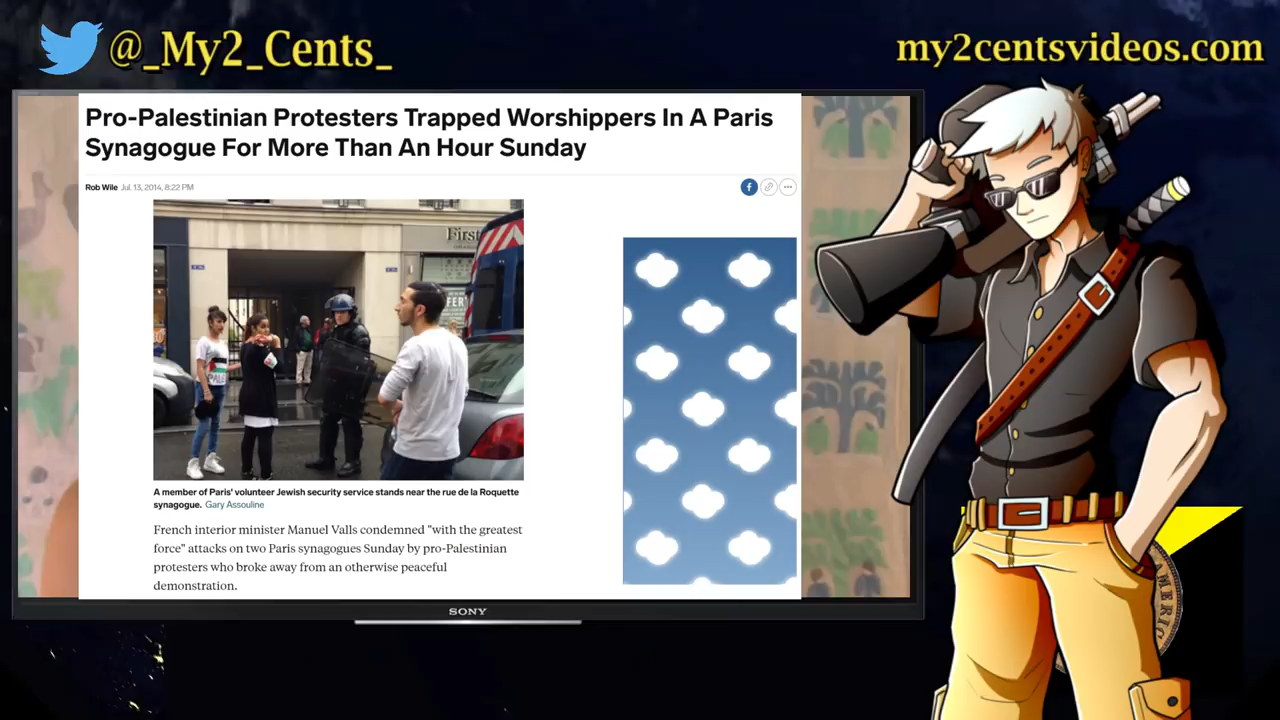 @_My2_Cents_
my2centsvideos.com
Pro-Palestinian Protesters Trapped Worshippers In A Paris
Synagogue For More Than An Hour Sunday
Rob Wile Jul. 13, 2014, 8:22 PM
First
A member of Paris' volunteer Jewish security service stands near the rue de la Roquette
synagogue. Gary Assouline
French interior minister Manuel Valls condemned "with the greatest
force" attacks on two Paris synagogues Sunday by pro-Palestinian
protesters who broke away from an otherwise peaceful
demonstration.
SONY
AMERIC